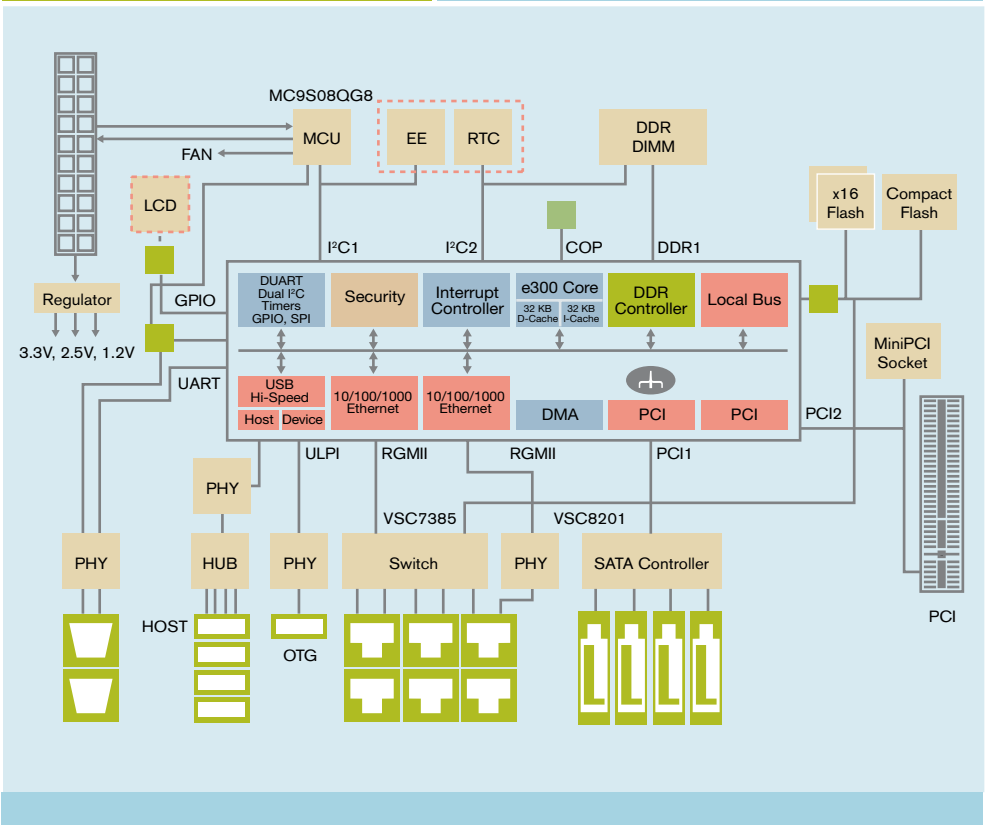 MC9S08QG8
MCU
EE
RTC
DDR
DIMM
FAN
LCD
x16
Flash
Compact
Flash
I²C1
I²C2
COP
DDR1
Regulator
GPIO
3.3V, 2.5V, 1.2V
DUART
Dual I²C
Timers
GPIO, SPI
Security
Interrupt
Controller
e300 Core
32 KB
D-Cache
32 KB
I-Cache
DDR
Controller
Local Bus
MiniPCI
Socket
UART
USB
Hi-Speed
Host
Device
10/100/1000
Ethernet
10/100/1000
Ethernet
DMA
PCI
PCI
PCI2
ULPI
RGMII
RGMII
PCI1
PHY
VSC7385
VSC8201
PHY
HUB
PHY
Switch
PHY
SATA Controller
HOST
OTG
PCI